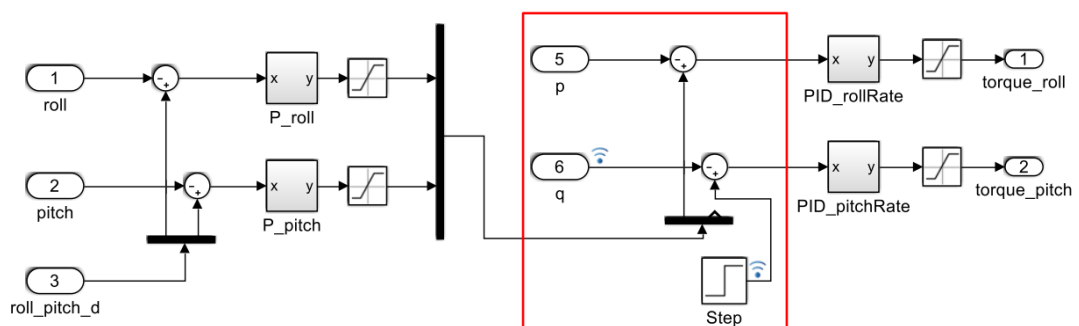 1
roll
2
pitch
3
roll_pitch_d
- +
- +
x y
P_roll
x y
P_pitch
5
p
6
q
- +
- +
Step
x y
PID_rollRate
x y
PID_pitchRate
1
torque_roll
2
torque_pitch